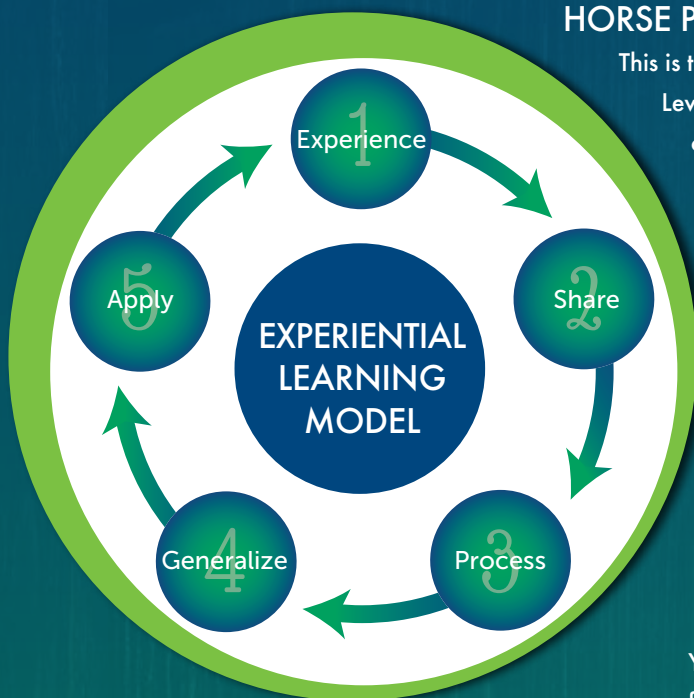 HORSE P
This is t
Lev
1
Experience
2
Share
3
Process
4
Generalize
5
Apply
EXPERIENTIAL
LEARNING
MODEL